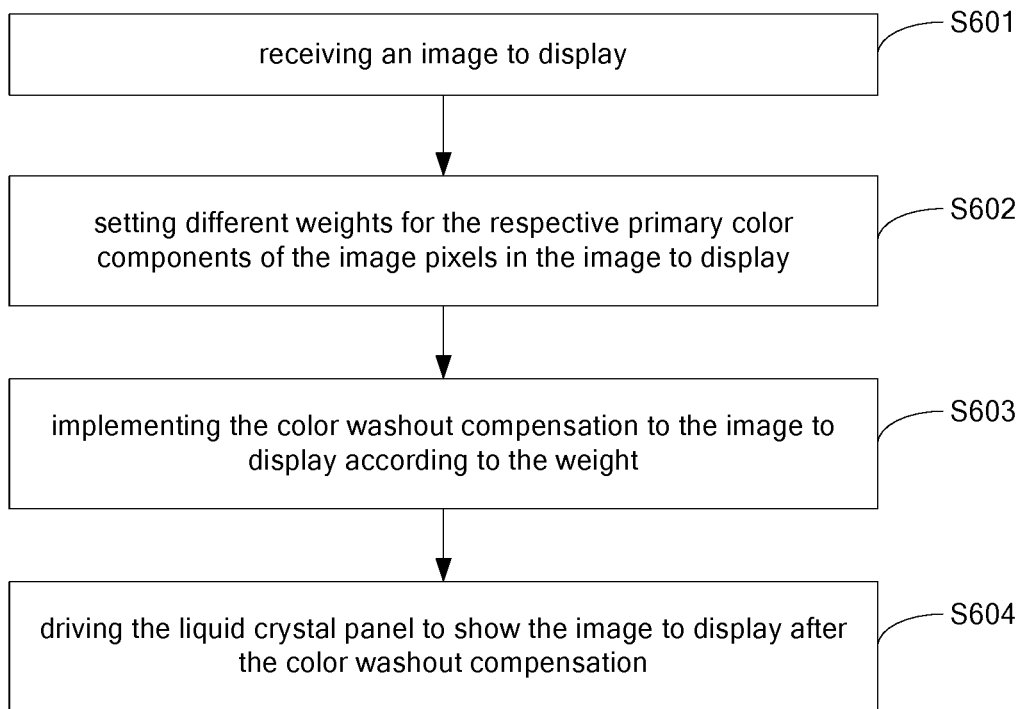 receiving an image to display
S601
setting different weights for the respective primary color
components of the image pixels in the image to display
S602
implementing the color washout compensation to the image to
display according to the weight
S603
driving the liquid crystal panel to show the image to display after
the color washout compensation
S604